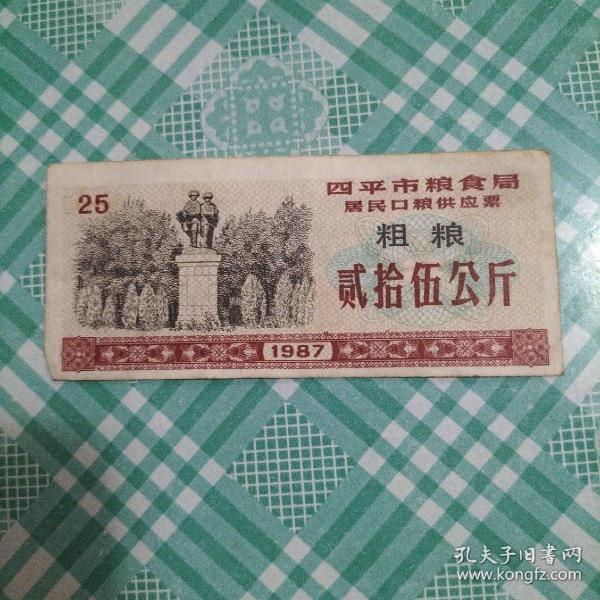 四平市粮食局
25
居民口粮供应票
粗粮
贰拾伍公斤
1987
孔夫子旧书网
www.kongfz.com